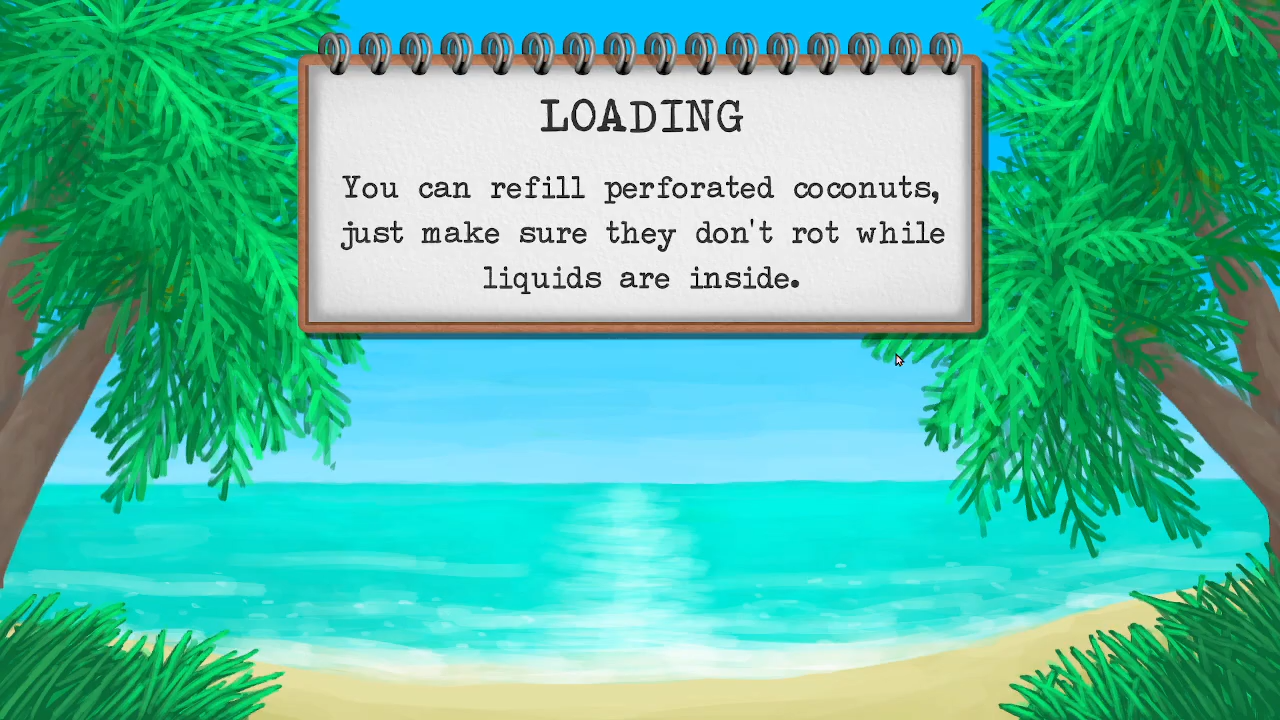 LOADING
You can refill perforated coconuts,
just make sure they don't rot while
liquids are inside.